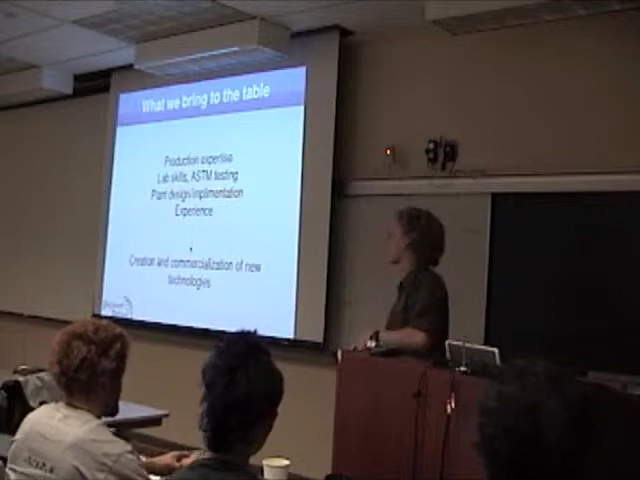 What we bring to the table
Production expertise
Lab skills, ASTM testing
Plant design/implimentation
Experience
Creation and commercialization of new
technologies